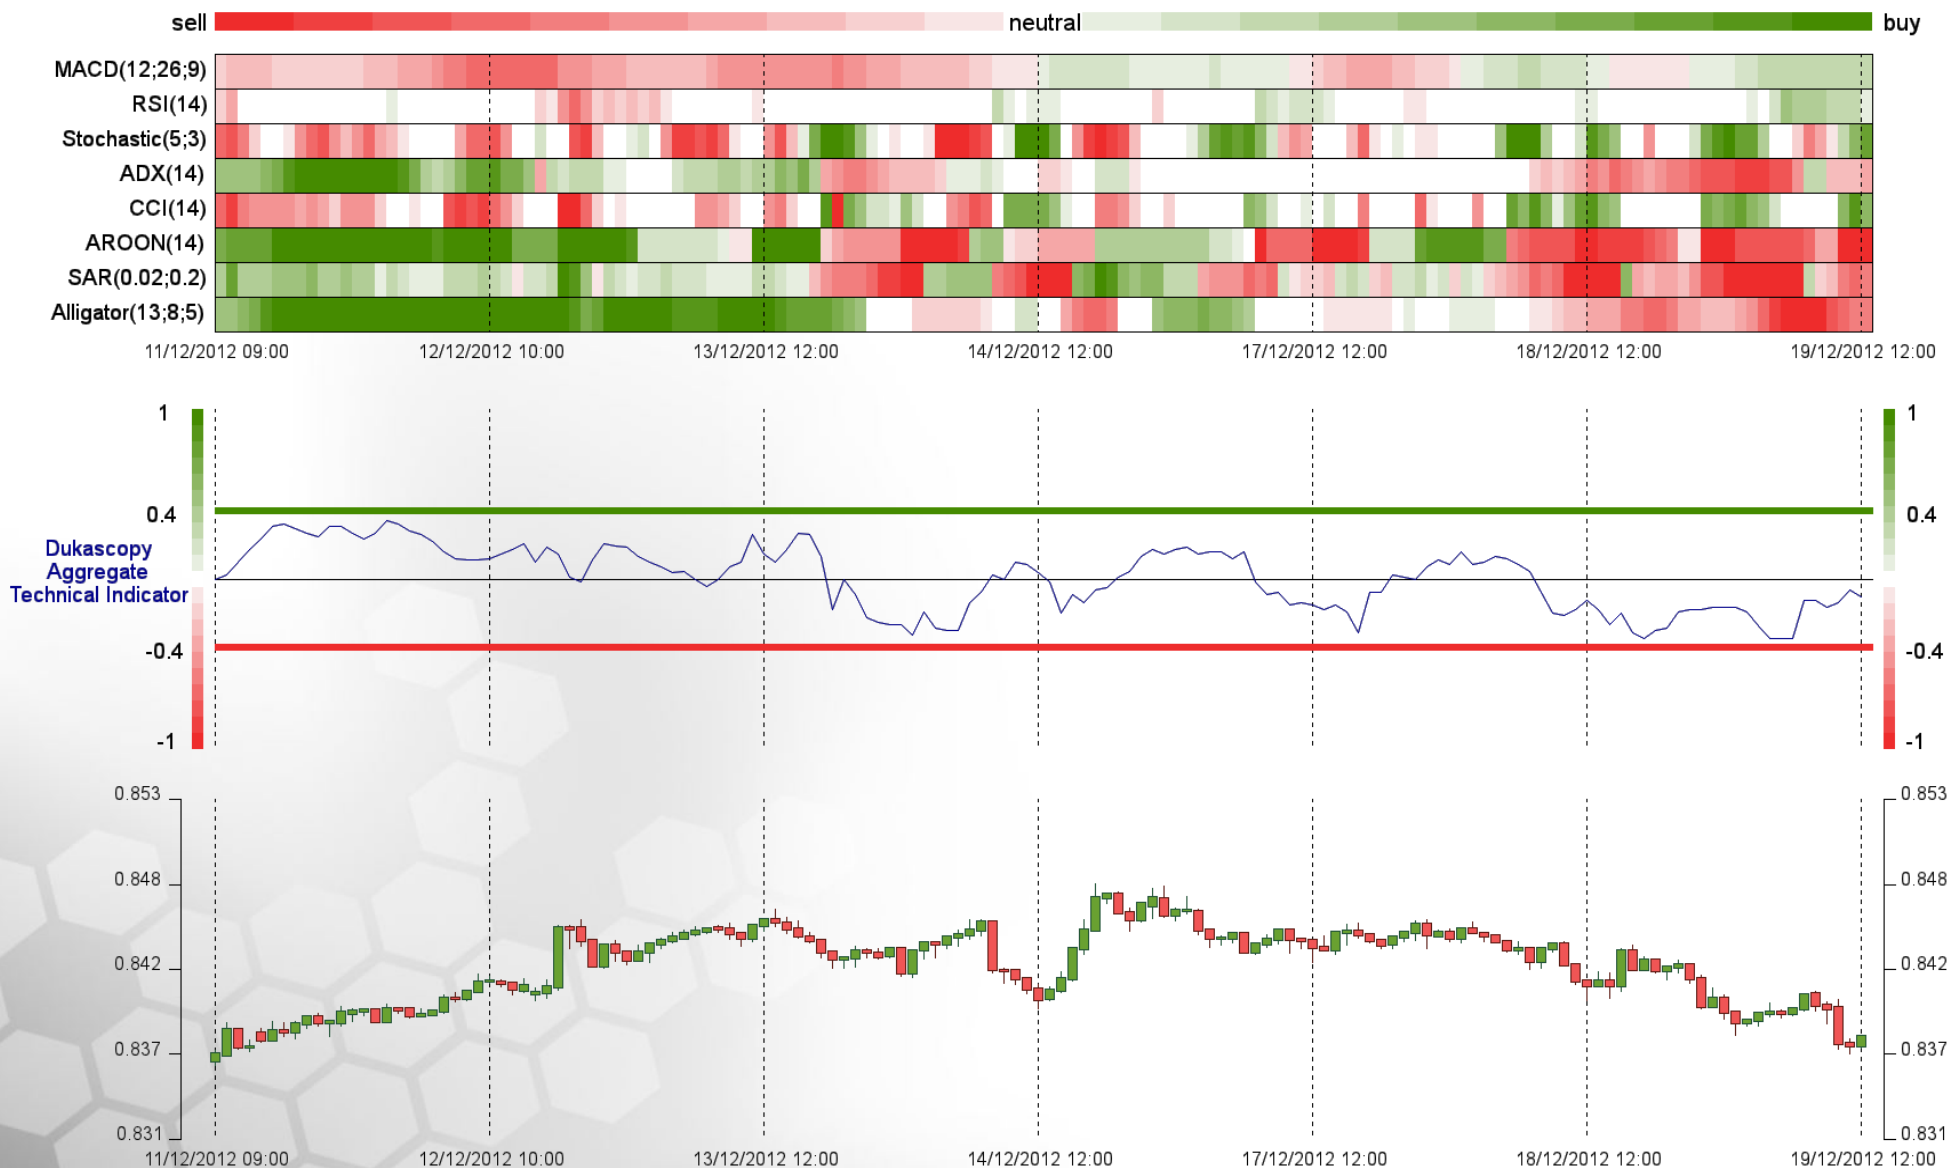 sell neutral buy
MACD(12;26;9)
RSI(14)
Stochastic(5;3)
ADX(14)
CCI(14)
AROON(14)
SAR(0.02;0.2)
Alligator(13;8;5)
11/12/2012 09:00 12/12/2012 10:00 13/12/2012 12:00 14/12/2012 12:00 17/12/2012 12:00 18/12/2012 12:00 19/12/2012 12:00
1 1
0.4 0.4
Dukascopy
Aggregate
Technical Indicator
-0.4 -0.4
-1 -1
0.853 0.853
0.848 0.848
0.842 0.842
0.837 0.837
0.831 0.831
11/12/2012 09:00 12/12/2012 10:00 13/12/2012 12:00 14/12/2012 12:00 17/12/2012 12:00 18/12/2012 12:00 19/12/2012 12:00